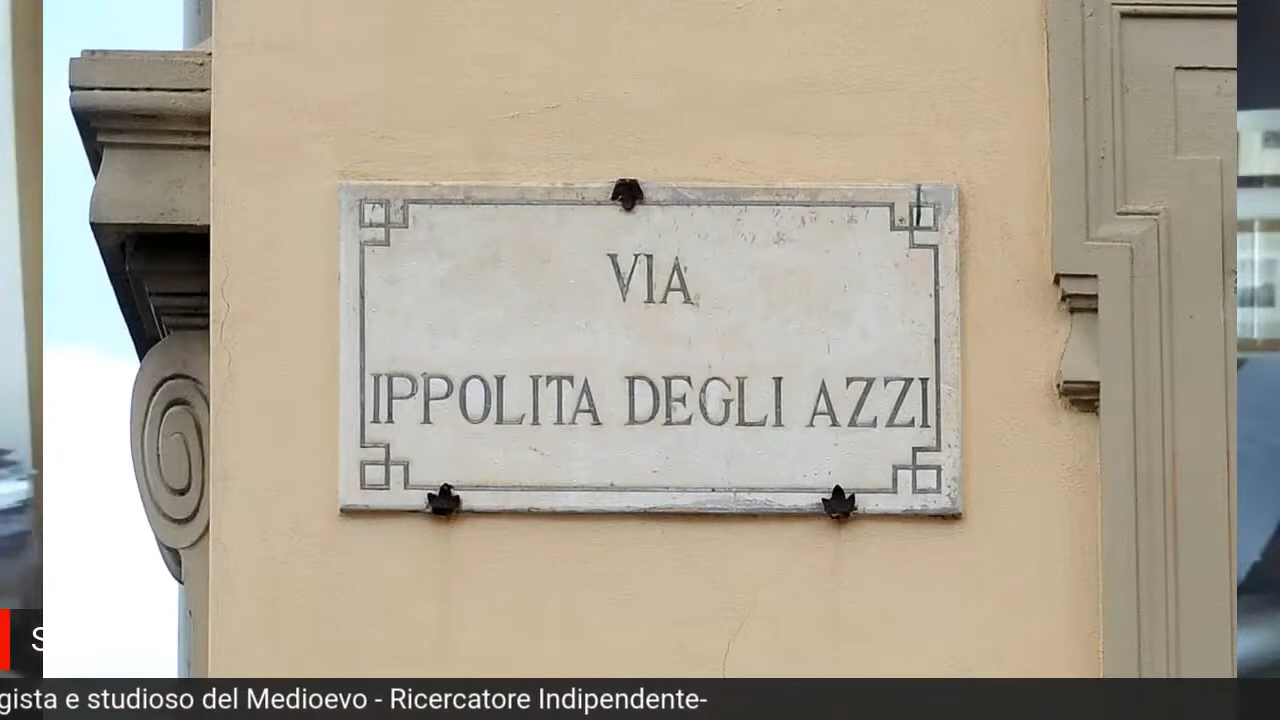 VIA
IPPOLITA DEGLI AZZI
S
gista e studioso del Medioevo - Ricercatore Indipendente-